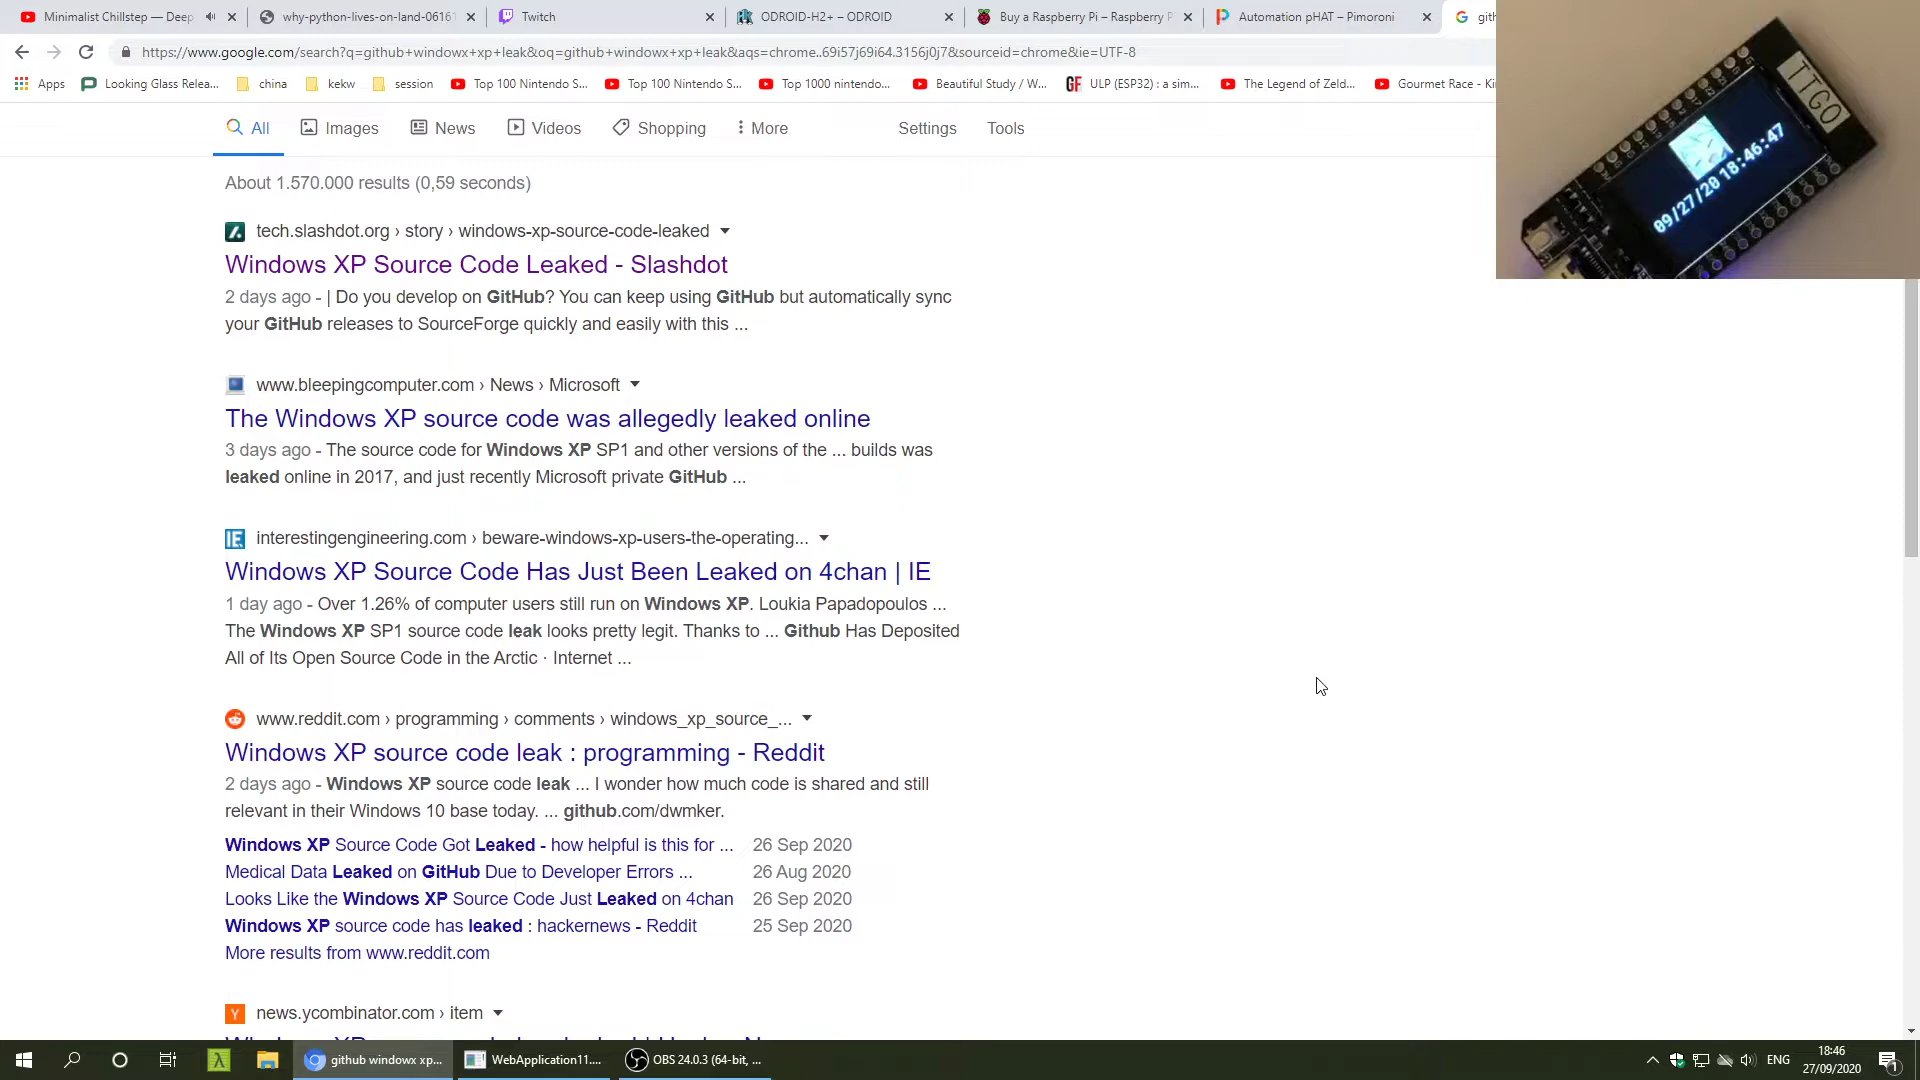 Minimalist Chillstep — Deep
why-python-lives-on-land-0616
Twitch
ODROID-H2+ – ODROID
Buy a Raspberry Pi – Raspberry P
Automation pHAT – Pimoroni
gith
https://www.google.com/search?q=github+windowx+xp+leak&oq=github+windowx+xp+leak&aqs=chrome..69i57j69i64.3156j0j7&sourceid=chrome&ie=UTF-8
Apps
Looking Glass Relea...
china
kekw
session
Top 100 Nintendo S...
Top 100 Nintendo S...
Top 1000 nintendo...
Beautiful Study / W...
GF ULP (ESP32) : a sim...
The Legend of Zeld...
Gourmet Race - Ki
TTGO
09/27/20 18:46:47
All
Images
News
Videos
Shopping
More
Settings
Tools
About 1.570.000 results (0,59 seconds)
tech.slashdot.org › story › windows-xp-source-code-leaked
Windows XP Source Code Leaked - Slashdot
2 days ago - | Do you develop on GitHub? You can keep using GitHub but automatically sync
your GitHub releases to SourceForge quickly and easily with this ...
www.bleepingcomputer.com › News › Microsoft
The Windows XP source code was allegedly leaked online
3 days ago - The source code for Windows XP SP1 and other versions of the ... builds was
leaked online in 2017, and just recently Microsoft private GitHub ...
IE interestingengineering.com › beware-windows-xp-users-the-operating...
Windows XP Source Code Has Just Been Leaked on 4chan | IE
1 day ago - Over 1.26% of computer users still run on Windows XP. Loukia Papadopoulos ...
The Windows XP SP1 source code leak looks pretty legit. Thanks to ... Github Has Deposited
All of Its Open Source Code in the Arctic · Internet ...
www.reddit.com › programming › comments › windows_xp_source_...
Windows XP source code leak : programming - Reddit
2 days ago - Windows XP source code leak ... I wonder how much code is shared and still
relevant in their Windows 10 base today. ... github.com/dwmker.
Windows XP Source Code Got Leaked - how helpful is this for ... 26 Sep 2020
Medical Data Leaked on GitHub Due to Developer Errors ... 26 Aug 2020
Looks Like the Windows XP Source Code Just Leaked on 4chan 26 Sep 2020
Windows XP source code has leaked : hackernews - Reddit 25 Sep 2020
More results from www.reddit.com
Y news.ycombinator.com › item
github windowx xp...
WebApplication11....
OBS 24.0.3 (64-bit, ...
ENG
18:46
27/09/2020
1